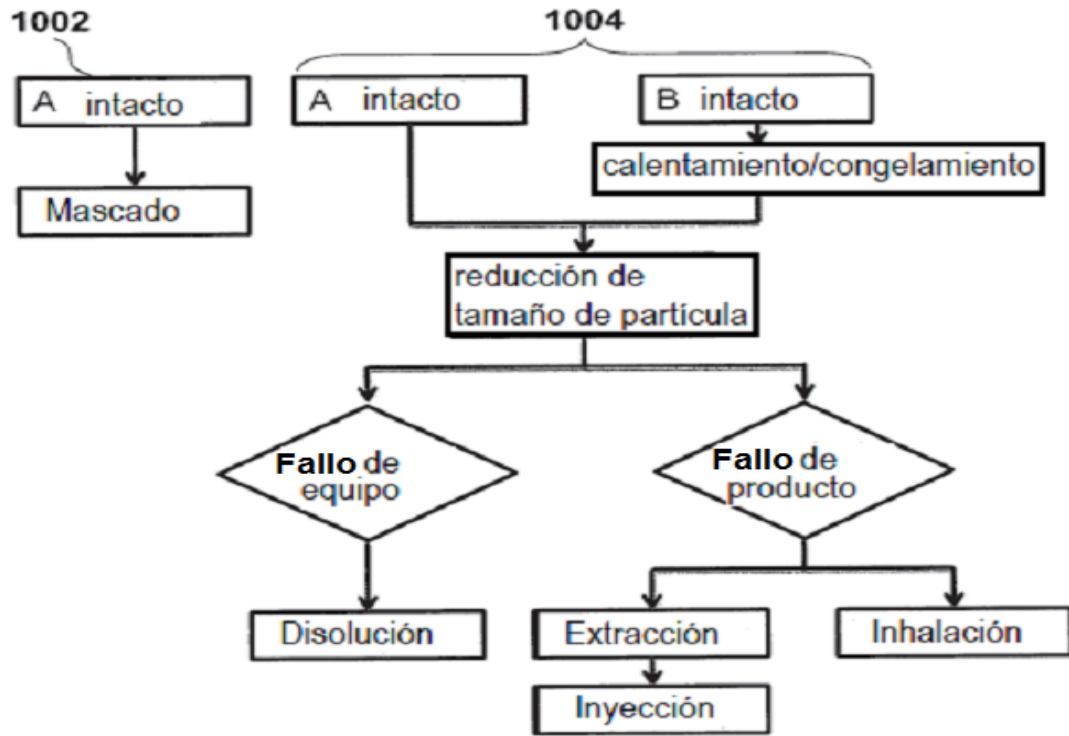 1002
1004
A intacto
A intacto
B intacto
calentamiento/congelamiento
Mascado
reducción de
tamaño de partícula
Fallo de
equipo
Fallo de
producto
Disolución
Extracción
Inhalación
Inyección